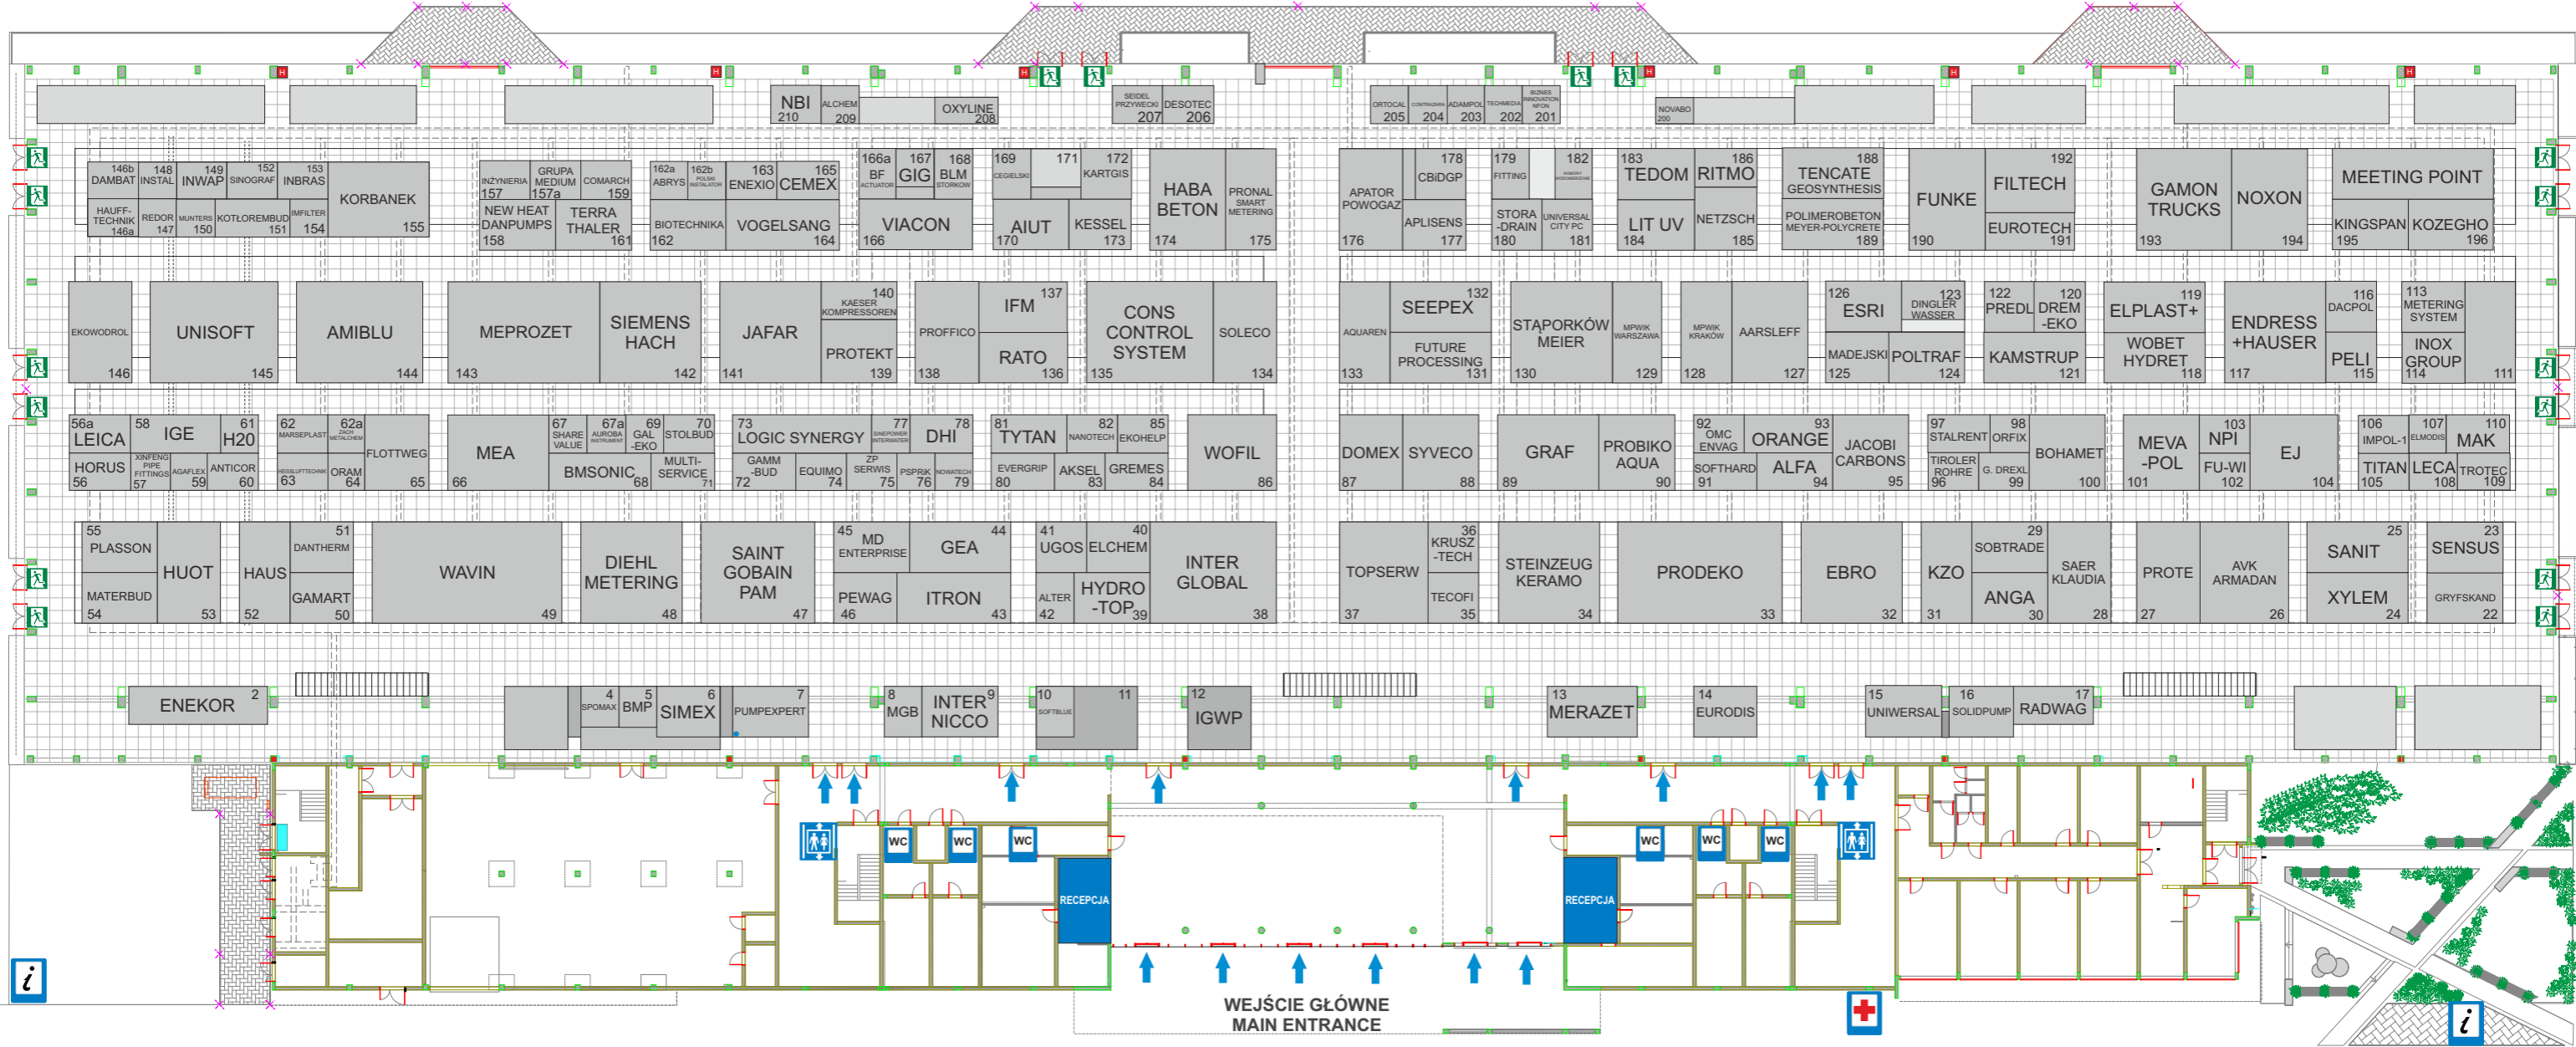 H
H
H
H
H
H
NBI
210
ALCHEM
209
OXYLINE
208
SEIDEL
PRZYWECKI
207
DESOTEC
206
ORTOCAL
205
204
ADAMPOL
203
TECHMEDIA
202
BIZNES
INNOVATION
NFON
201
NOVABO
200
146b
DAMBAT
148
INSTAL
149
INWAP
152
SINOGRAF
153
INBRAS
KORBANEK
155
HAUFF-
TECHNIK
146a
REDOR
147
MUNTERS
150
KOTŁOREMBUD
151
IMFILTER
154
INŻYNIERIA
157
GRUPA
MEDIUM
157a
COMARCH
159
NEW HEAT
DANPUMPS
158
TERRA
THALER
161
162a
ABRYS
162b
POLSKI
INSTALATOR
163
ENEXIO
165
CEMEX
BIOTECHNIKA
162
VOGELSANG
164
166a
BF
ACTUATOR
167
GIG
168
BLM
STORKOW
VIACON
166
169
CEGIELSKI
171
172
KARTGIS
AIUT
170
KESSEL
173
HABA
BETON
174
PRONAL
SMART
METERING
175
APATOR
POWOGAZ
176
178
CBiDGP
APLISENS
177
179
FITTING
182
STORA
-DRAIN
180
UNIVERSAL
CITY PC
181
183
TEDOM
186
RITMO
LIT UV
184
NETZSCH
185
188
TENCATE
GEOSYNTHESIS
POLIMEROBETON
MEYER-POLYCRETE
189
FUNKE
190
192
FILTECH
EUROTECH
191
GAMON
TRUCKS
193
NOXON
194
MEETING POINT
KINGSPAN
195
KOZEGHO
196
EKOWODROL
146
UNISOFT
145
AMIBLU
144
MEPROZET
143
SIEMENS
HACH
142
JAFAR
141
140
KAESER
KOMPRESSOREN
PROTEKT
139
PROFFICO
138
IFM
137
RATO
136
CONS
CONTROL
SYSTEM
135
SOLECO
134
AQUAREN
133
132
SEEPEX
FUTURE
PROCESSING
131
STĄPORKÓW
MEIER
130
MPWIK
WARSZAWA
129
MPWIK
KRAKÓW
128
AARSLEFF
127
126
ESRI
123
DINGLER
WASSER
MADEJSKI
125
POLTRAF
124
122
PREDL
120
DREM
-EKO
KAMSTRUP
121
119
ELPLAST+
WOBET
HYDRET
118
ENDRESS
+HAUSER
117
116
DACPOL
PELI
115
113
METERING
SYSTEM
INOX
GROUP
114
111
56a
LEICA
58
IGE
61
H20
HORUS
56
XINFENG
PIPE
FITTINGS
57
AGAFLEX
59
ANTICOR
60
62
MARSEPLAST
62a
ZACH
METALCHEM
HEISSLUFTTECHNIK
63
ORAM
64
FLOTTWEG
65
MEA
66
67
SHARE
VALUE
67a
AUROBA
INSTRUMENT
69
GAL
-EKO
70
STOLBUD
BMSONIC
68
MULTI-
SERVICE
71
73
LOGIC SYNERGY
77
SINEPOWER
INTERWATER
78
DHI
GAMM
-BUD
72
EQUIMO
74
ZP
SERWIS
75
PSPRiK
76
NOWATECH
79
81
TYTAN
82
NANOTECH
85
EKOHELP
EVERGRIP
80
AKSEL
83
GREMES
84
WOFIL
86
DOMEX
87
SYVECO
88
GRAF
89
PROBIKO
AQUA
90
92
OMC
ENVAG
93
ORANGE
SOFTHARD
91
ALFA
94
JACOBI
CARBONS
95
97
STALRENT
98
ORFIX
TIROLER
ROHRE
96
G. DREXL
99
BOHAMET
100
MEVA
-POL
101
103
NPI
FU-WI
102
EJ
104
106
IMPOL-1
107
ELMODIS
110
MAK
TITAN
105
LECA
108
TROTEC
109
55
PLASSON
MATERBUD
54
HUOT
53
HAUS
52
51
DANTHERM
GAMART
50
WAVIN
49
DIEHL
METERING
48
SAINT
GOBAIN
PAM
47
45
MD
ENTERPRISE
44
GEA
PEWAG
46
ITRON
43
41
UGOS
40
ELCHEM
ALTER
42
HYDRO
-TOP
39
INTER
GLOBAL
38
TOPSERW
37
36
KRUSZ
-TECH
TECOFI
35
STEINZEUG
KERAMO
34
PRODEKO
33
EBRO
32
KZO
31
29
SOBTRADE
ANGA
30
SAER
KLAUDIA
28
PROTE
27
AVK
ARMADAN
26
25
SANIT
XYLEM
24
23
SENSUS
GRYFSKAND
22
ENEKOR
2
4
SPOMAX
5
BMP
6
SIMEX
7
PUMPEXPERT
8
MGB
9
INTER
NICCO
10
SOFTBLUE
11
12
IGWP
13
MERAZET
14
EURODIS
15
UNIWERSAL
16
SOLIDPUMP
17
RADWAG
WC
WC
WC
WC
WC
WC
RECEPCJA
RECEPCJA
i
WEJŚCIE GŁÓWNE
MAIN ENTRANCE
i